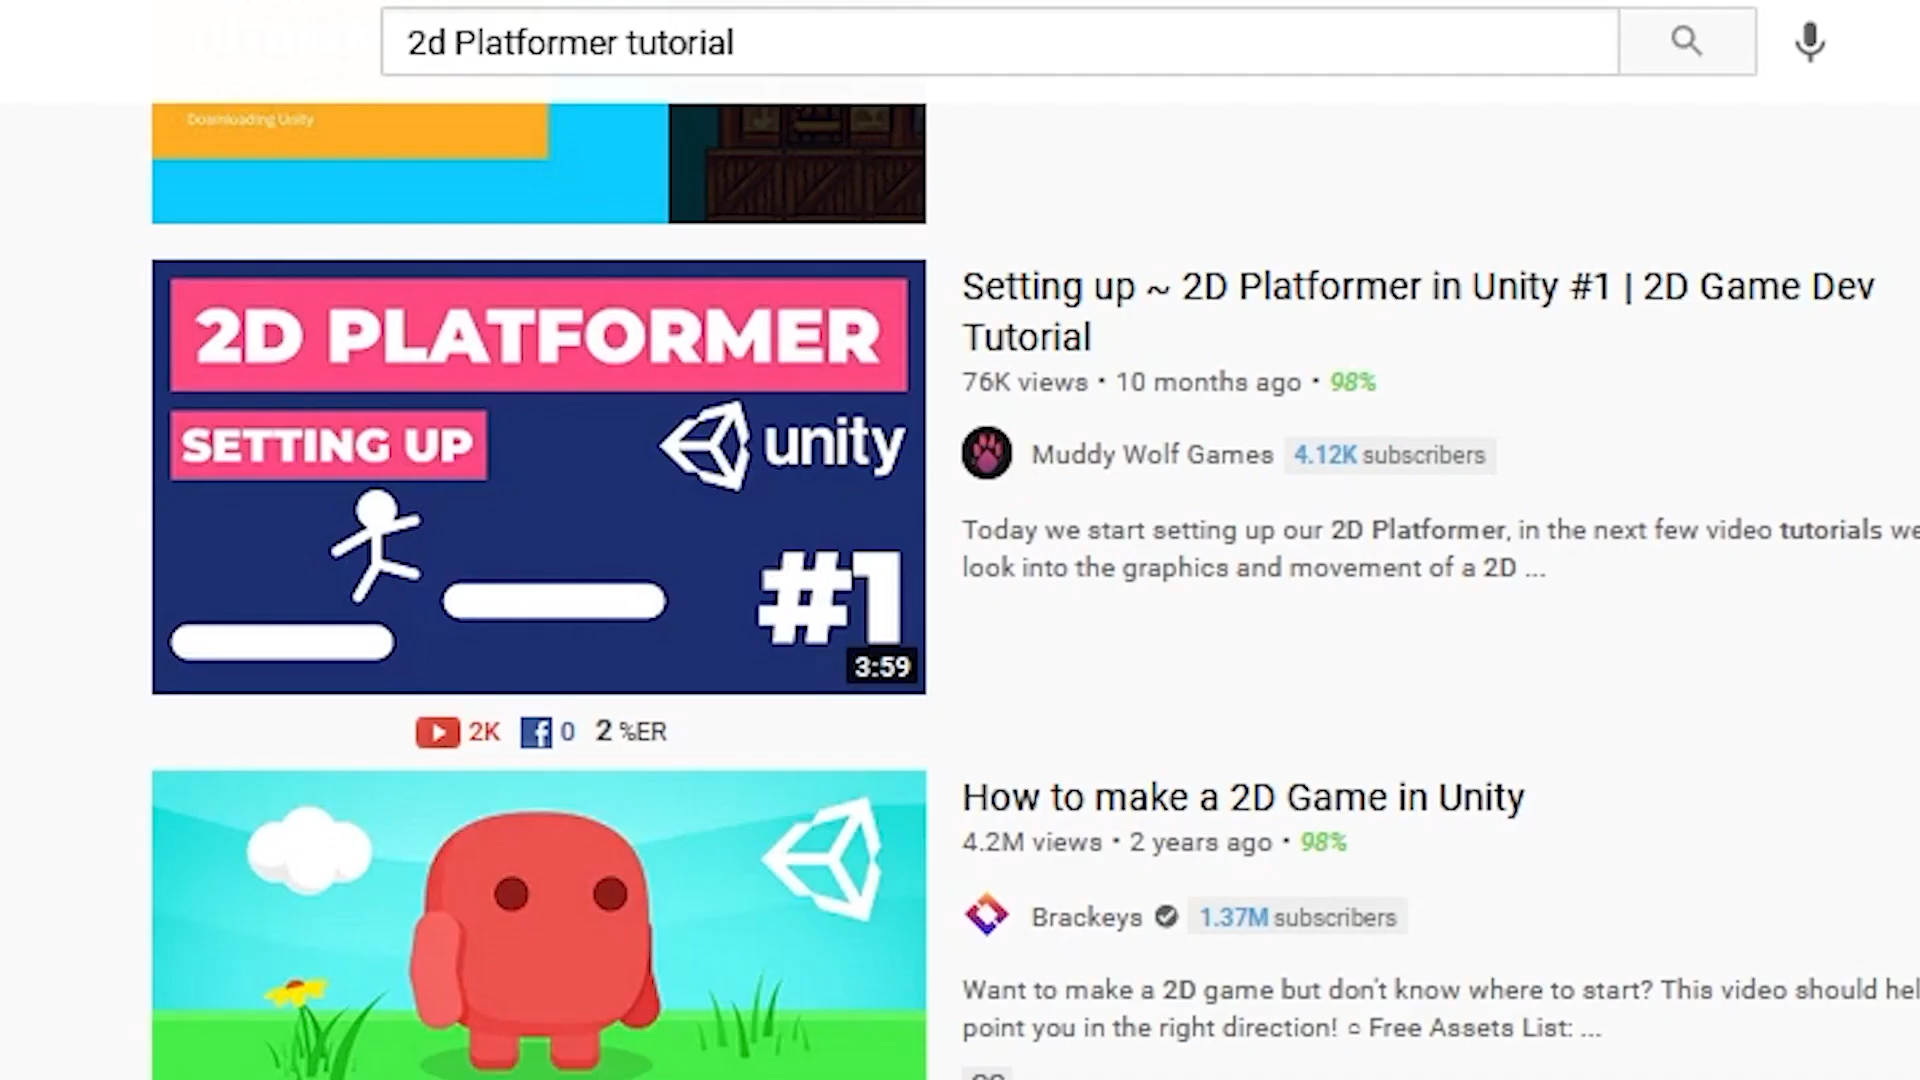 2d Platformer tutorial
Downloading Unity
2D PLATFORMER
SETTING UP
unity
#1
3:59
Setting up ~ 2D Platformer in Unity #1 | 2D Game Dev
Tutorial
76K views • 10 months ago • 98%
Muddy Wolf Games 4.12K subscribers
Today we start setting up our 2D Platformer, in the next few video tutorials we
look into the graphics and movement of a 2D ...
2K 0 2 %ER
How to make a 2D Game in Unity
4.2M views • 2 years ago • 98%
Brackeys 1.37M subscribers
Want to make a 2D game but don't know where to start? This video should hel
point you in the right direction! ○ Free Assets List: ...